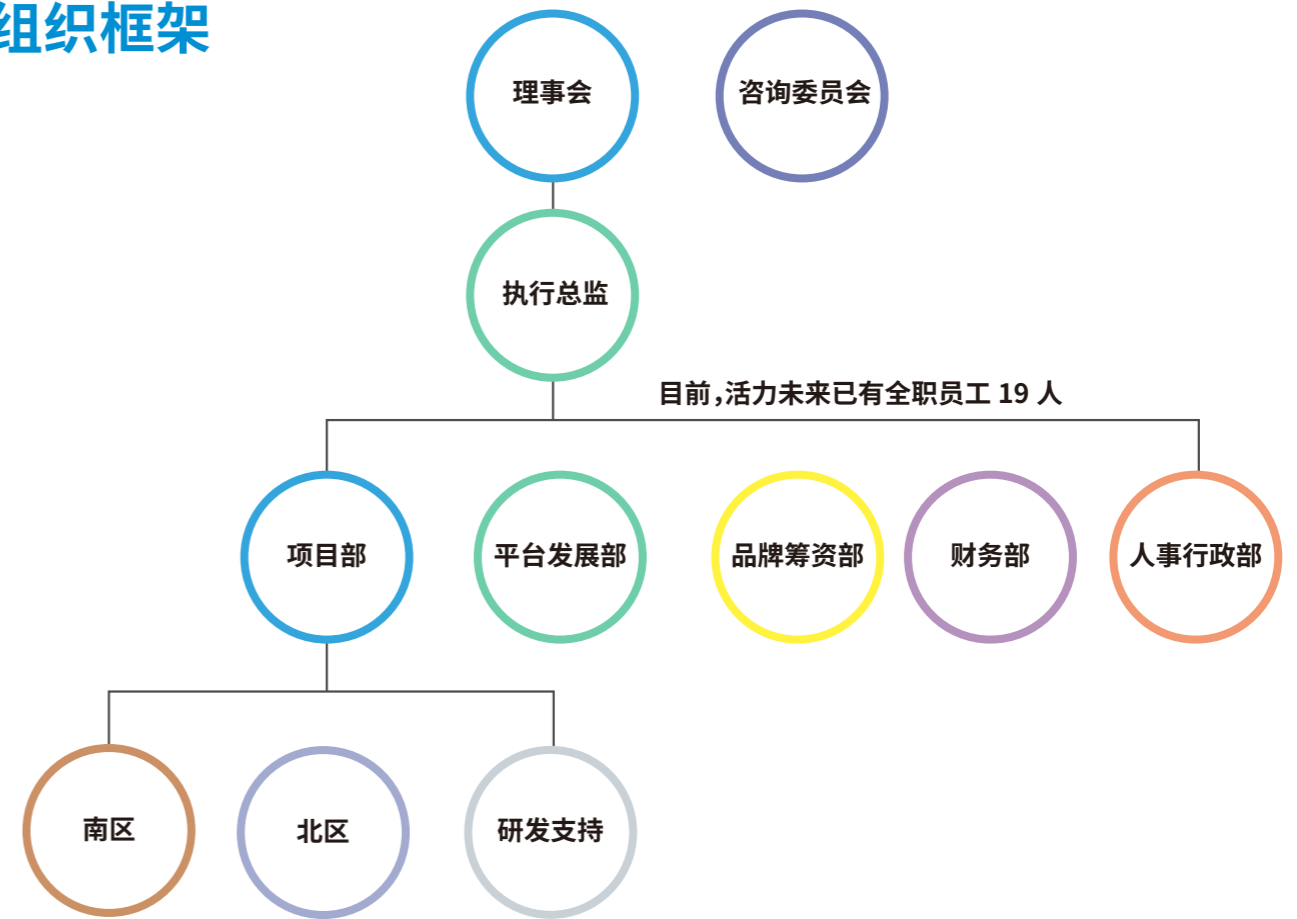 组织框架
理事会
咨询委员会
执行总监
目前,活力未来已有全职员工 19 人
项目部
平台发展部
品牌筹资部
财务部
人事行政部
南区
北区
研发支持